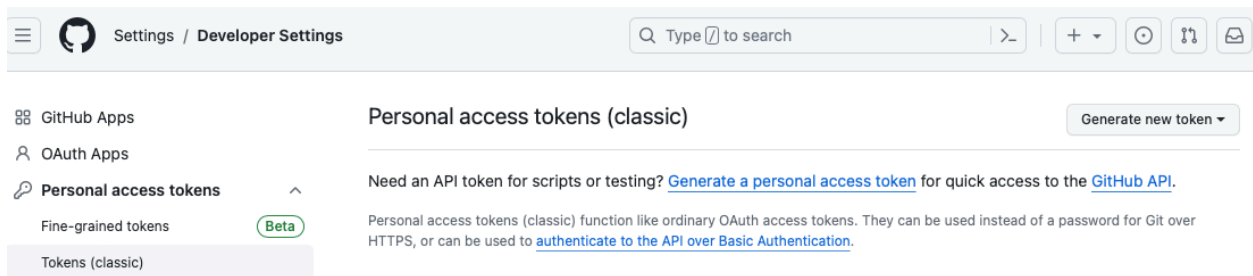 Settings / Developer Settings
Type / to search
GitHub Apps
OAuth Apps
Personal access tokens
Fine-grained tokens Beta
Tokens (classic)
Personal access tokens (classic)
Generate new token
Need an API token for scripts or testing? Generate a personal access token for quick access to the GitHub API.
Personal access tokens (classic) function like ordinary OAuth access tokens. They can be used instead of a password for Git over
HTTPS, or can be used to authenticate to the API over Basic Authentication.